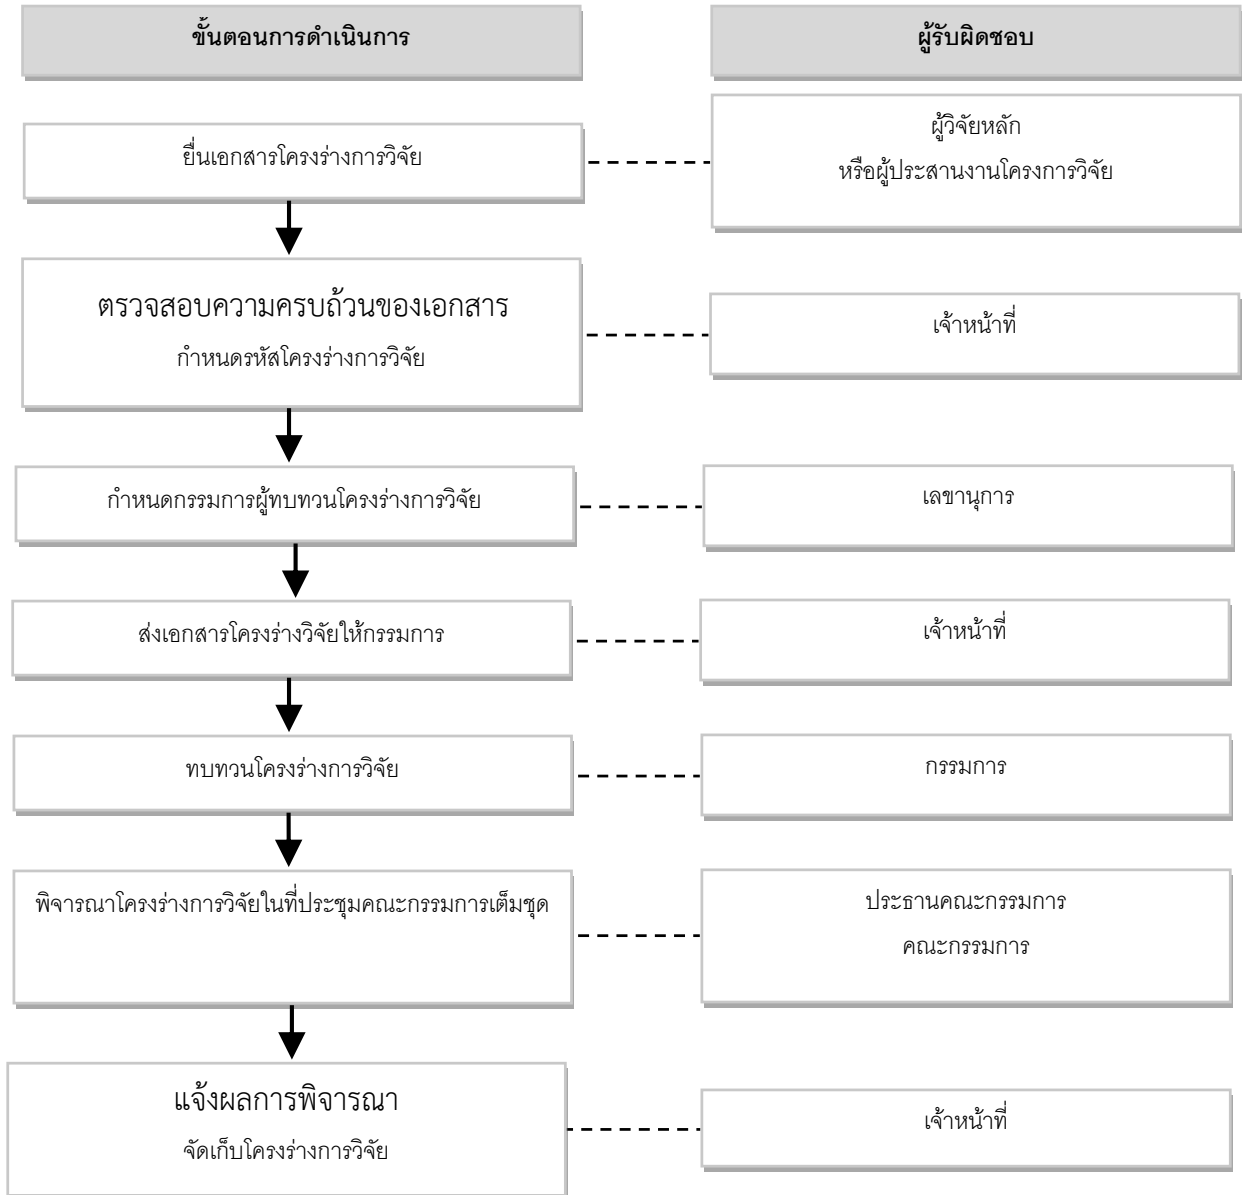 ขั้นตอนการดำเนินการ
ผู้รับผิดชอบ
ยื่นเอกสารโครงร่างการวิจัย
ผู้วิจัยหลัก
หรือผู้ประสานงานโครงการวิจัย
ตรวจสอบความครบถ้วนของเอกสาร
กำหนดรหัสโครงร่างการวิจัย
เจ้าหน้าที่
กำหนดกรรมการผู้ทบทวนโครงร่างการวิจัย
เลขานุการ
ส่งเอกสารโครงร่างวิจัยให้กรรมการ
เจ้าหน้าที่
ทบทวนโครงร่างการวิจัย
กรรมการ
พิจารณาโครงร่างการวิจัยในที่ประชุมคณะกรรมการเต็มชุด
ประธานคณะกรรมการ
คณะกรรมการ
แจ้งผลการพิจารณา
จัดเก็บโครงร่างการวิจัย
เจ้าหน้าที่